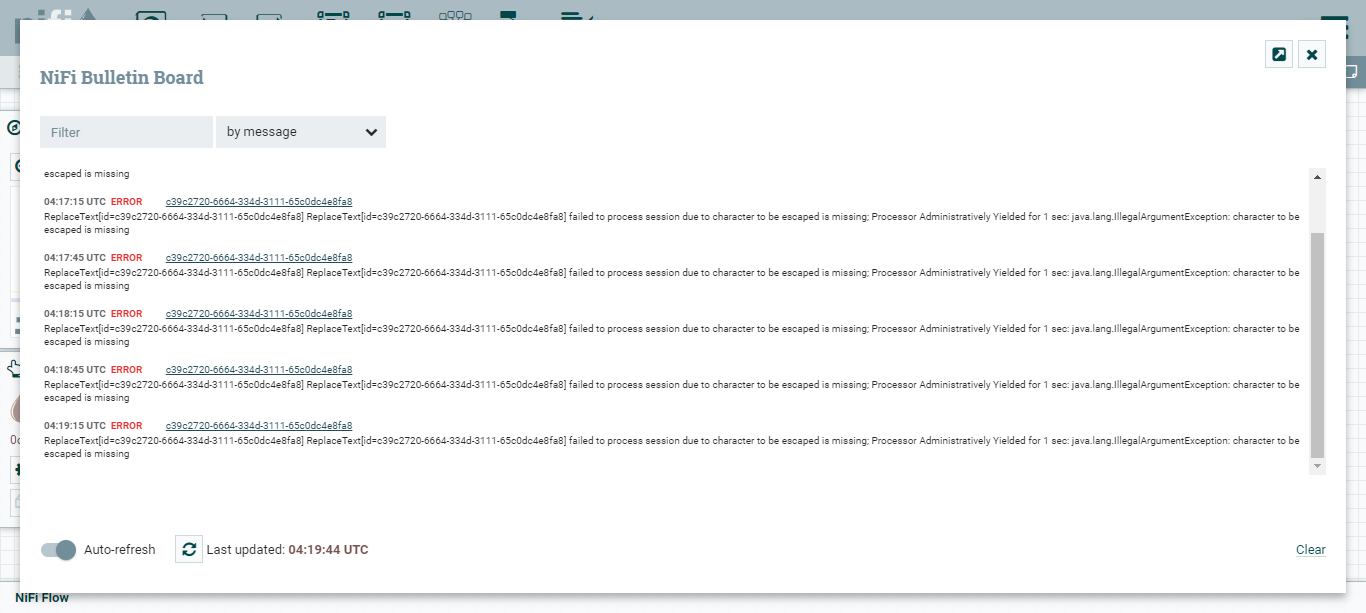 nifi
NiFi Bulletin Board
Filter
by message
escaped is missing
04:17:15 UTC ERROR c39c2720-6664-334d-3111-65c0dc4e8fa8
ReplaceText[id=c39c2720-6664-334d-3111-65c0dc4e8fa8] ReplaceText[id=c39c2720-6664-334d-3111-65c0dc4e8fa8] failed to process session due to character to be escaped is missing; Processor Administratively Yielded for 1 sec: java.lang.IllegalArgumentException: character to be
escaped is missing
04:17:45 UTC ERROR c39c2720-6664-334d-3111-65c0dc4e8fa8
ReplaceText[id=c39c2720-6664-334d-3111-65c0dc4e8fa8] ReplaceText[id=c39c2720-6664-334d-3111-65c0dc4e8fa8] failed to process session due to character to be escaped is missing; Processor Administratively Yielded for 1 sec: java.lang.IllegalArgumentException: character to be
escaped is missing
04:18:15 UTC ERROR c39c2720-6664-334d-3111-65c0dc4e8fa8
ReplaceText[id=c39c2720-6664-334d-3111-65c0dc4e8fa8] ReplaceText[id=c39c2720-6664-334d-3111-65c0dc4e8fa8] failed to process session due to character to be escaped is missing; Processor Administratively Yielded for 1 sec: java.lang.IllegalArgumentException: character to be
escaped is missing
04:18:45 UTC ERROR c39c2720-6664-334d-3111-65c0dc4e8fa8
ReplaceText[id=c39c2720-6664-334d-3111-65c0dc4e8fa8] ReplaceText[id=c39c2720-6664-334d-3111-65c0dc4e8fa8] failed to process session due to character to be escaped is missing; Processor Administratively Yielded for 1 sec: java.lang.IllegalArgumentException: character to be
escaped is missing
04:19:15 UTC ERROR c39c2720-6664-334d-3111-65c0dc4e8fa8
ReplaceText[id=c39c2720-6664-334d-3111-65c0dc4e8fa8] ReplaceText[id=c39c2720-6664-334d-3111-65c0dc4e8fa8] failed to process session due to character to be escaped is missing; Processor Administratively Yielded for 1 sec: java.lang.IllegalArgumentException: character to be
escaped is missing
Auto-refresh
Last updated: 04:19:44 UTC
Clear
NiFi Flow